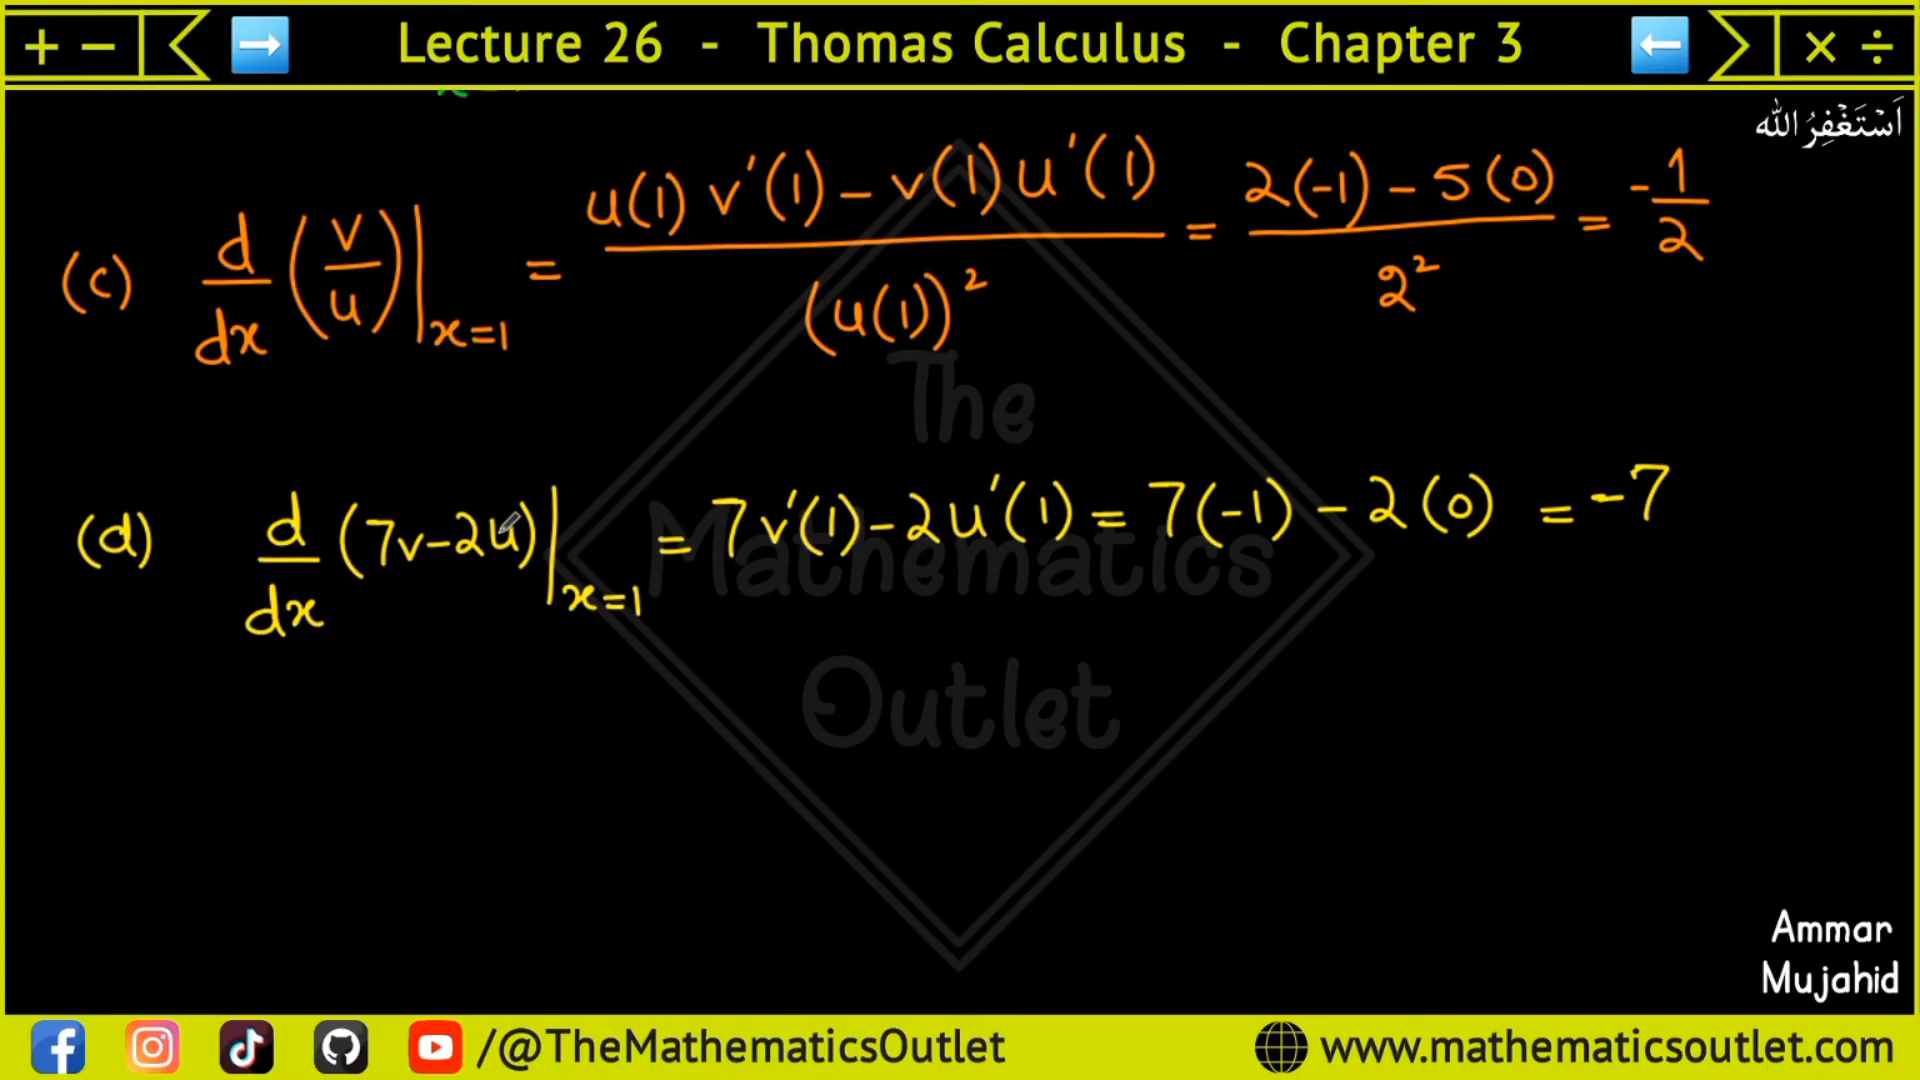 + − Lecture 26 - Thomas Calculus - Chapter 3 × ÷
اَسْتَغْفِرُ الله
(c) d/dx (v/u)|x=1 = (u(1) v'(1) − v(1) u'(1)) / (u(1))² = (2(-1) − 5(0)) / 2² = -1/2
(d) d/dx (7v−2u)|x=1 = 7v'(1) − 2u'(1) = 7(-1) − 2(0) = -7
The
Mathematics
Outlet
Ammar
Mujahid
/@TheMathematicsOutlet www.mathematicsoutlet.com